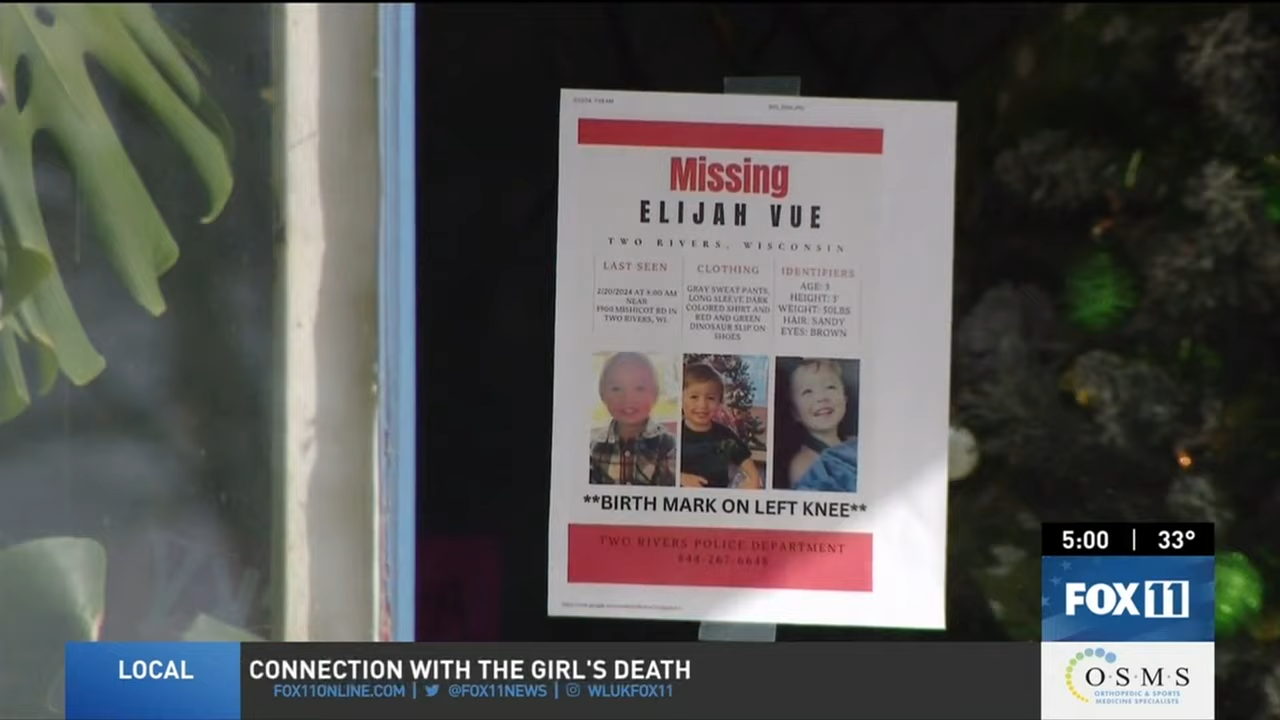 Missing
ELIJAH VUE
TWO RIVERS, WISCONSIN
LAST SEEN
2/20/2024 AT 8:00 AM
NEAR
1900 MISHICOT RD IN
TWO RIVERS, WI.
CLOTHING
GRAY SWEAT PANTS,
LONG SLEEVE DARK
COLORED SHIRT AND
RED AND GREEN
DINOSAUR SLIP ON
SHOES
IDENTIFIERS
AGE: 3
HEIGHT: 3'
WEIGHT: 50LBS
HAIR: SANDY
EYES: BROWN
**BIRTH MARK ON LEFT KNEE**
TWO RIVERS POLICE DEPARTMENT
844-267-6648
5:00 | 33°
FOX 11
O·S·M·S
ORTHOPEDIC & SPORTS
MEDICINE SPECIALISTS
LOCAL
CONNECTION WITH THE GIRL'S DEATH
FOX11ONLINE.COM | @FOX11NEWS | WLUKFOX11